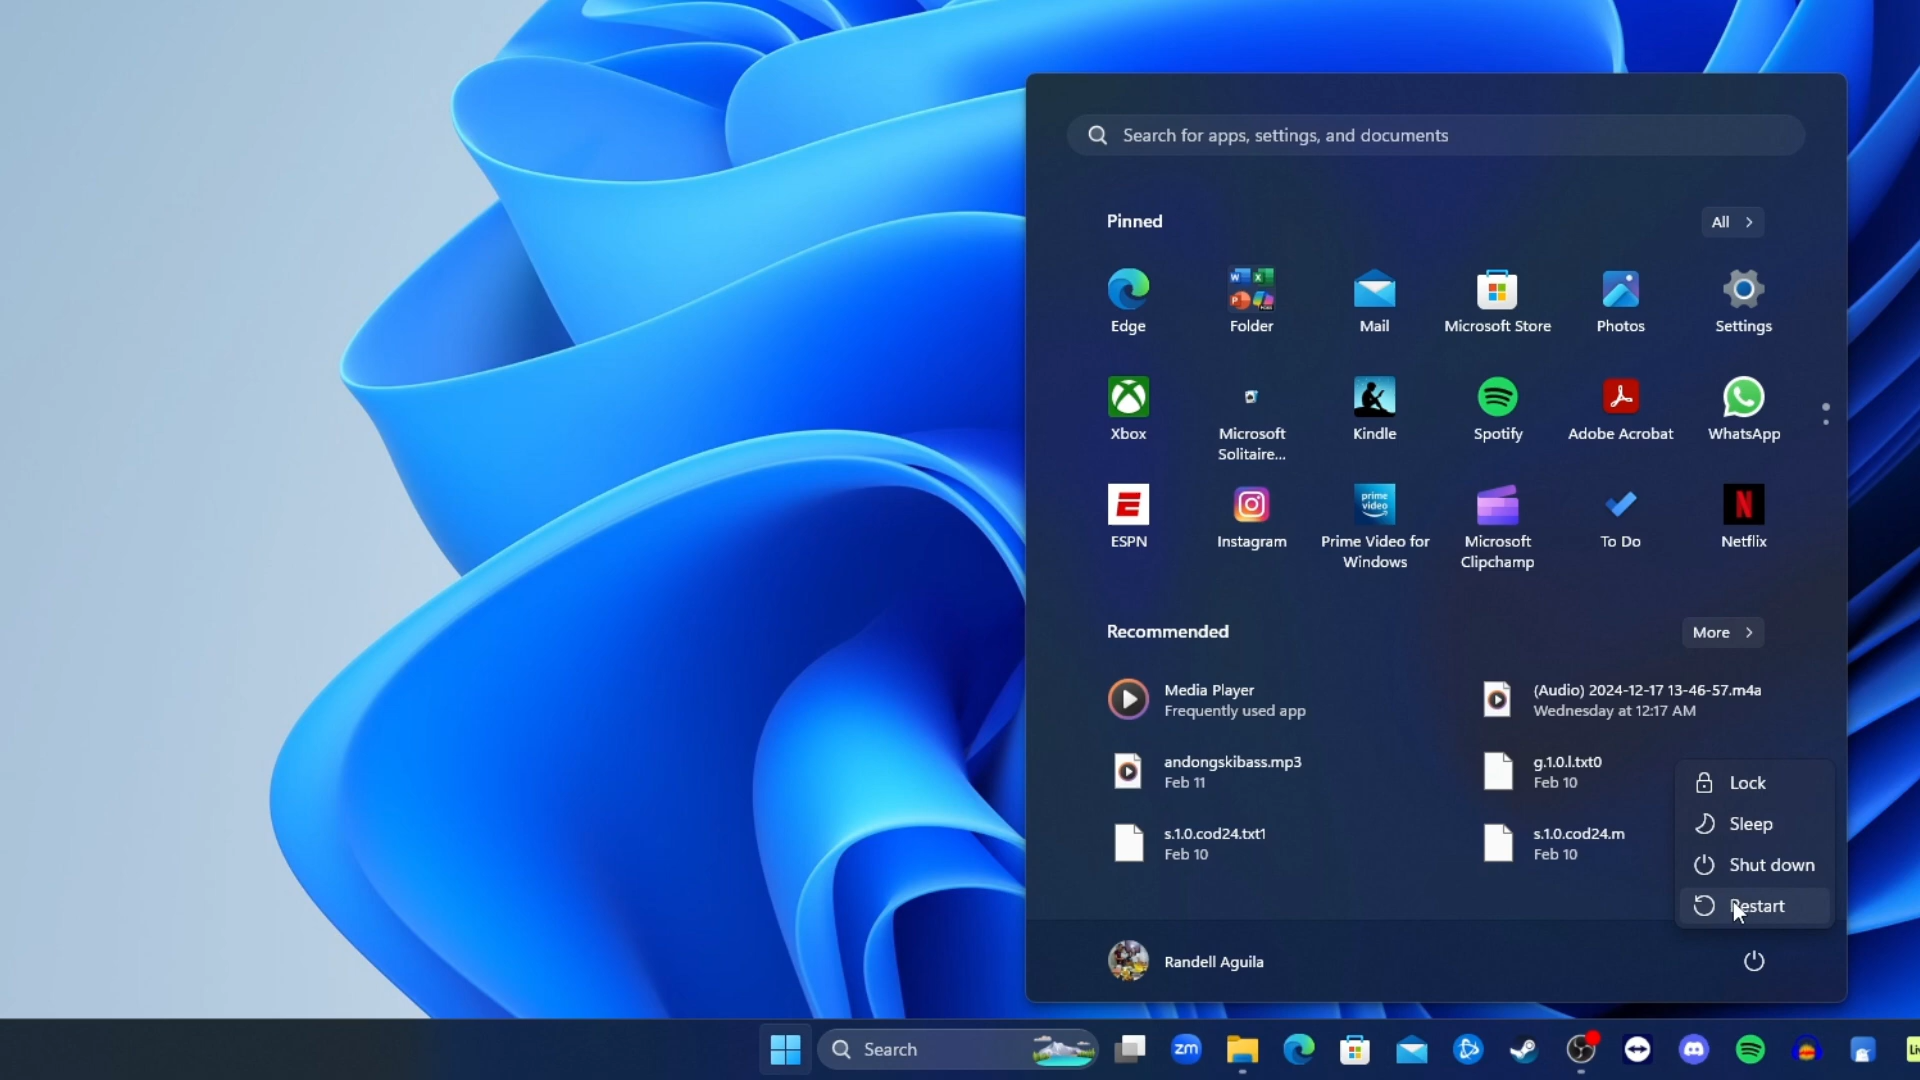 Search for apps, settings, and documents
Pinned
All
Edge
Folder
Mail
Microsoft Store
Photos
Settings
Xbox
Microsoft
Solitaire...
Kindle
Spotify
Adobe Acrobat
WhatsApp
ESPN
Instagram
prime
video
Prime Video for
Windows
Microsoft
Clipchamp
To Do
Netflix
Recommended
More
Media Player
Frequently used app
(Audio) 2024-12-17 13-46-57.m4a
Wednesday at 12:17 AM
andongskibass.mp3
Feb 11
g.1.0.l.txt0
Feb 10
s.1.0.cod24.txt1
Feb 10
s.1.0.cod24.m
Feb 10
Lock
Sleep
Shut down
Restart
Randell Aguila
Search
zm